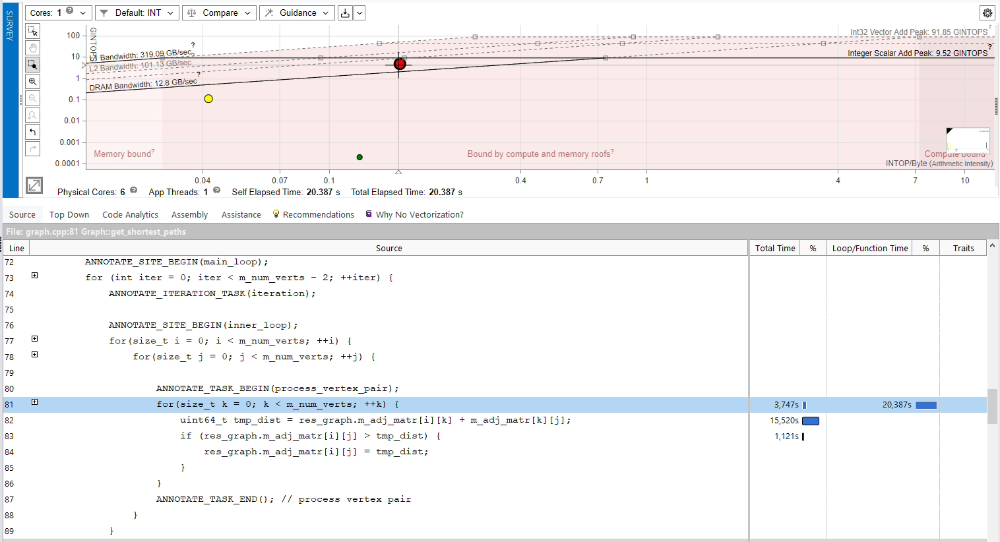 SURVEY
Cores: 1 Default: INT Compare Guidance
GINTOPS
100
10
1
0.1
0.01
0.001
0.0001
L1 Bandwidth: 319.09 GB/sec ?
L2 Bandwidth: 101.13 GB/sec
DRAM Bandwidth: 12.8 GB/sec ?
Int32 Vector Add Peak: 91.85 GINTOPS
Integer Scalar Add Peak: 9.52 GINTOPS ?
Memory bound?
Bound by compute and memory roofs?
Compute bound
INTOP/Byte (Arithmetic Intensity)
0.04 0.07 0.1 0.4 0.7 1 4 7 10
Physical Cores: 6 App Threads: 1 Self Elapsed Time: 20.387 s Total Elapsed Time: 20.387 s
Source Top Down Code Analytics Assembly Assistance Recommendations Why No Vectorization?
File: graph.cpp:81 Graph::get_shortest_paths
Line Source Total Time % Loop/Function Time % Traits
72 ANNOTATE_SITE_BEGIN(main_loop);
73 for (int iter = 0; iter < m_num_verts - 2; ++iter) {
74 ANNOTATE_ITERATION_TASK(iteration);
75
76 ANNOTATE_SITE_BEGIN(inner_loop);
77 for(size_t i = 0; i < m_num_verts; ++i) {
78 for(size_t j = 0; j < m_num_verts; ++j) {
79
80 ANNOTATE_TASK_BEGIN(process_vertex_pair);
81 for(size_t k = 0; k < m_num_verts; ++k) { 3,747s 20,387s
82 uint64_t tmp_dist = res_graph.m_adj_matr[i][k] + m_adj_matr[k][j]; 15,520s
83 if (res_graph.m_adj_matr[i][j] > tmp_dist) { 1,121s
84 res_graph.m_adj_matr[i][j] = tmp_dist;
85 }
86 }
87 ANNOTATE_TASK_END(); // process vertex pair
88 }
89 }